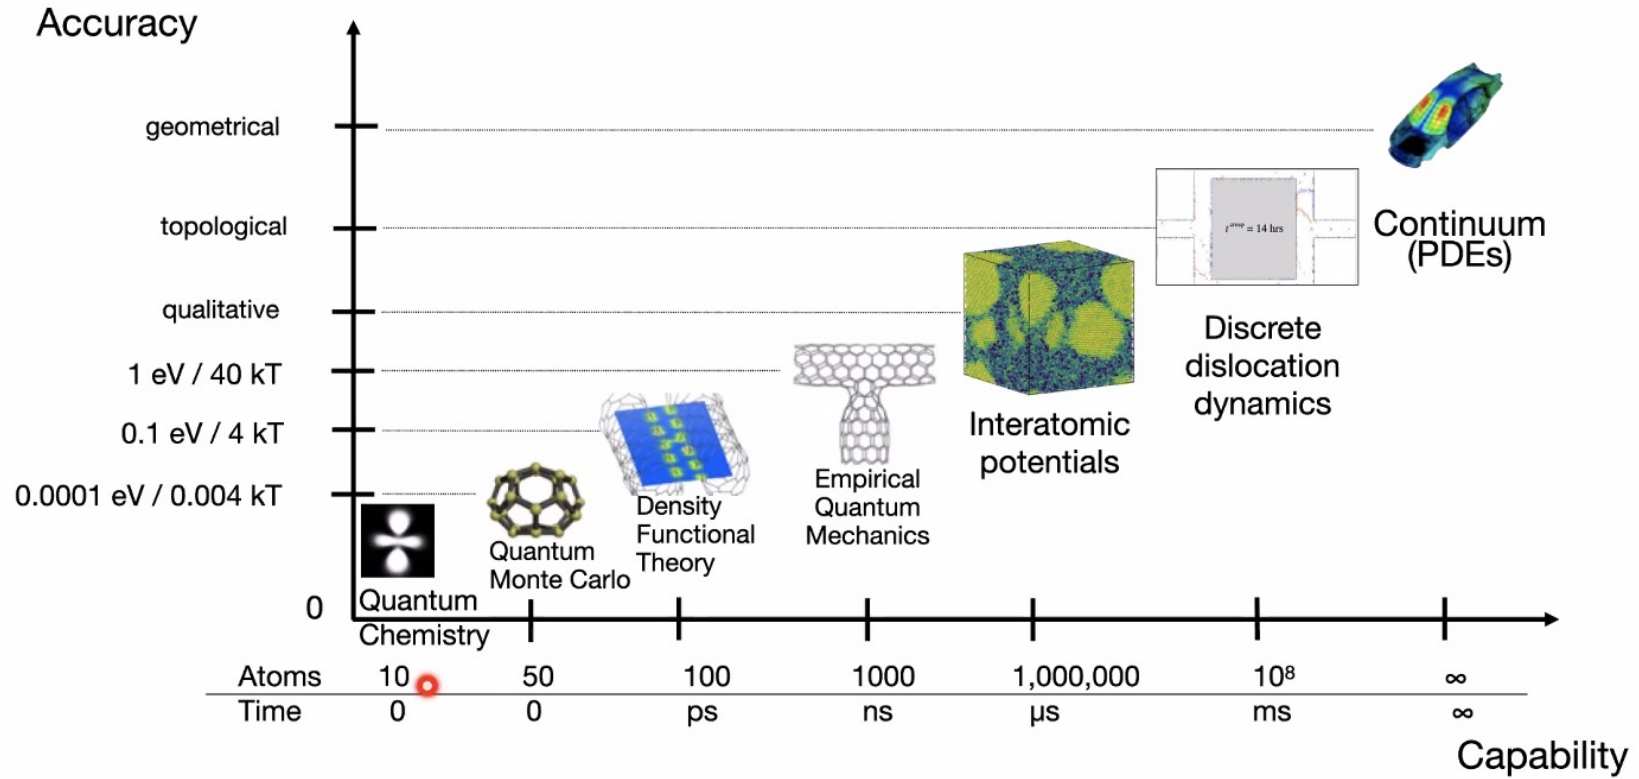 Accuracy
geometrical
topological
qualitative
1 eV / 40 kT
0.1 eV / 4 kT
0.0001 eV / 0.004 kT
0
Quantum
Chemistry
Quantum
Monte Carlo
Density
Functional
Theory
Empirical
Quantum
Mechanics
Interatomic
potentials
t creep = 14 hrs
Discrete
dislocation
dynamics
Continuum
(PDEs)
Atoms 10 50 100 1000 1,000,000 10⁸ ∞
Time 0 0 ps ns µs ms ∞
Capability